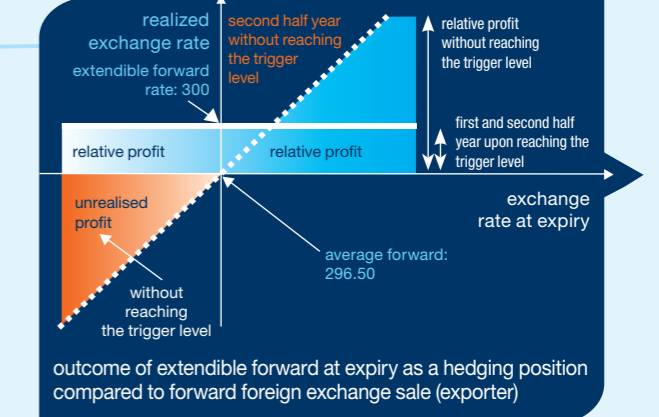 realized
exchange rate
second half year
without reaching
the trigger
level
relative profit
without reaching
the trigger level
extendible forward
rate: 300
first and second half
year upon reaching the
trigger level
relative profit
relative profit
exchange
rate at expiry
unrealised
profit
average forward:
296.50
without
reaching
the trigger level
outcome of extendible forward at expiry as a hedging position
compared to forward foreign exchange sale (exporter)